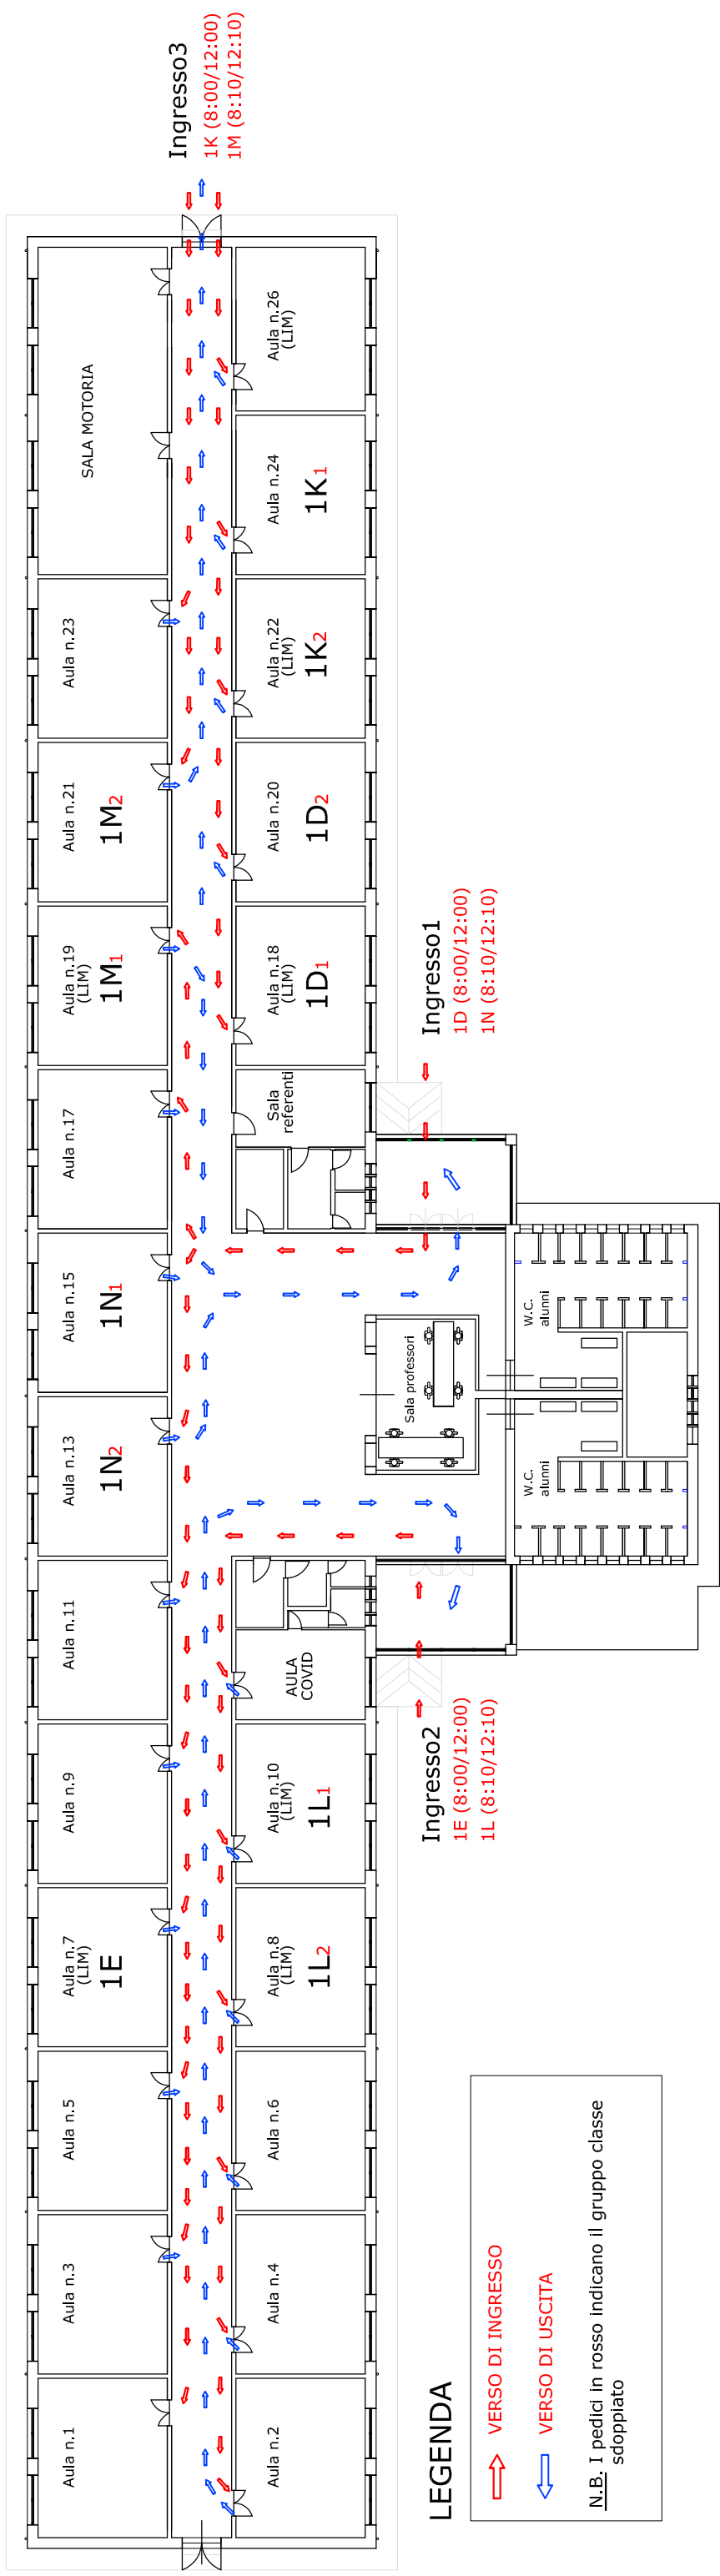 Ingresso3
1K (8:00/12:00)
1M (8:10/12:10)
Aula n.1
Aula n.3
Aula n.5
Aula n.7
(LIM)
1E
Aula n.9
Aula n.11
Aula n.13
1N2
Aula n.15
1N1
Aula n.17
Aula n.19
(LIM)
1M1
Aula n.21
1M2
Aula n.23
SALA MOTORIA
Aula n.2
Aula n.4
Aula n.6
Aula n.8
(LIM)
1L2
Aula n.10
(LIM)
1L1
AULA
COVID
Sala
referenti
Aula n.18
(LIM)
1D1
Aula n.20
1D2
Aula n.22
(LIM)
1K2
Aula n.24
1K1
Aula n.26
(LIM)
Sala professori
W.C.
alunni
W.C.
alunni
Ingresso2
1E (8:00/12:00)
1L (8:10/12:10)
Ingresso1
1D (8:00/12:00)
1N (8:10/12:10)
LEGENDA
VERSO DI INGRESSO
VERSO DI USCITA
N.B. I pedici in rosso indicano il gruppo classe
sdoppiato